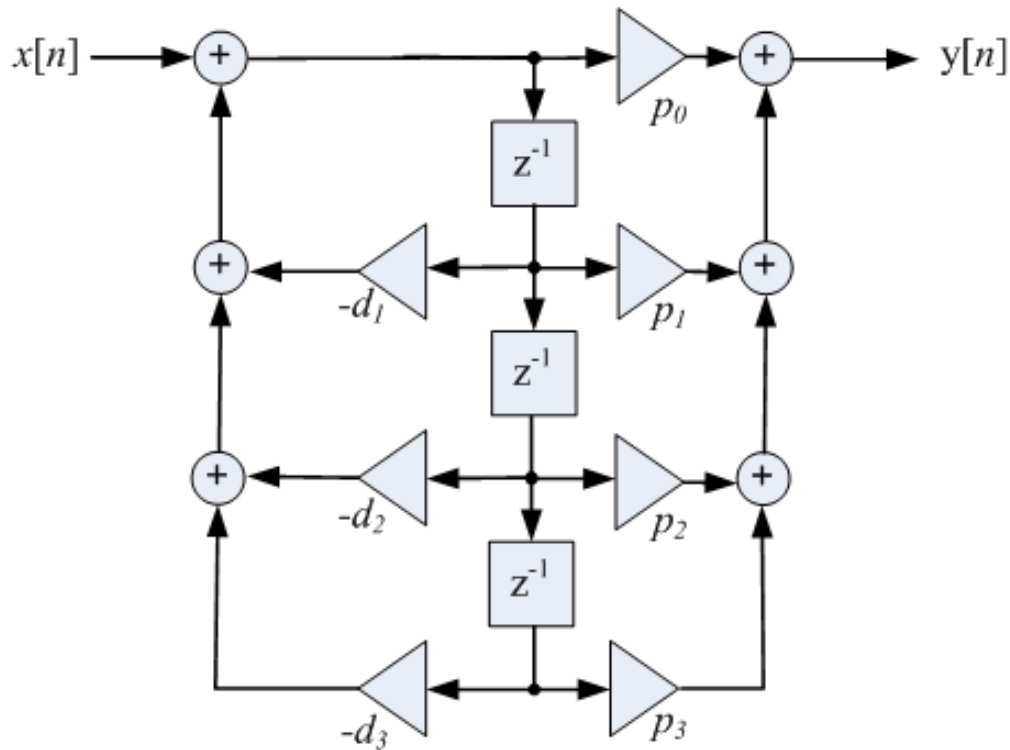 x[n] + + y[n]
p₀
z⁻¹
+ +
-d₁ p₁
z⁻¹
+ +
-d₂ p₂
z⁻¹
-d₃ p₃